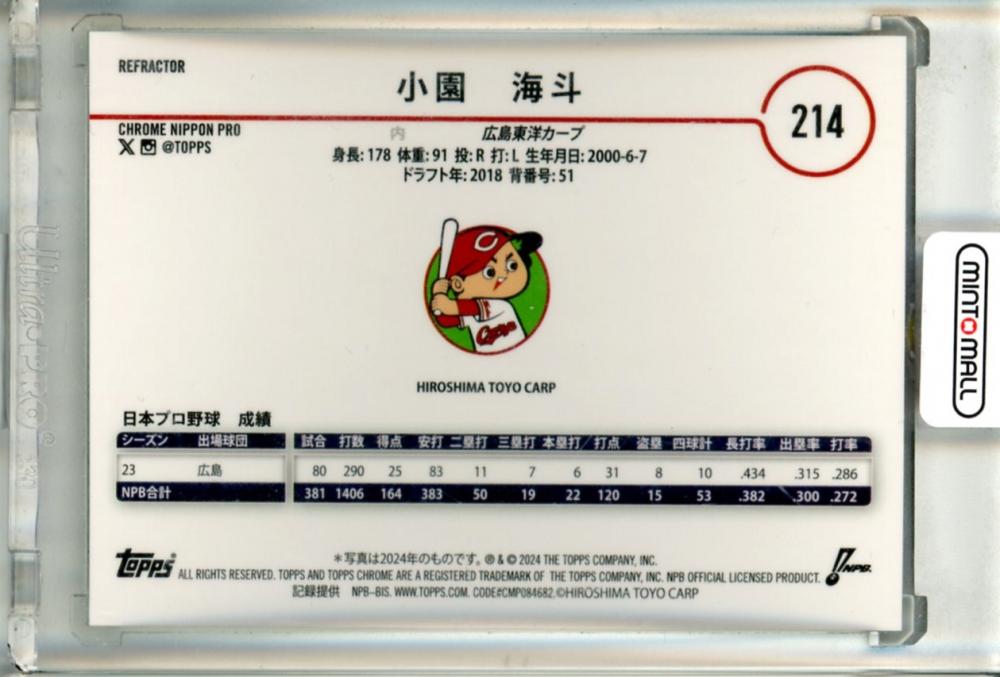 REFRACTOR
小園 海斗
214
CHROME NIPPON PRO
内 広島東洋カープ
@TOPPS
身長: 178 体重: 91 投: R 打: L 生年月日: 2000-6-7
ドラフト年: 2018 背番号: 51
C
Carp
HIROSHIMA TOYO CARP
日本プロ野球 成績
シーズン 出場球団 試合 打数 得点 安打 二塁打 三塁打 本塁打 打点 盗塁 四球計 長打率 出塁率 打率
23 広島 80 290 25 83 11 7 6 31 8 10 .434 .315 .286
NPB合計 381 1406 164 383 50 19 22 120 15 53 .382 .300 .272
Topps
*写真は2024年のものです。 ® & © 2024 THE TOPPS COMPANY, INC.
ALL RIGHTS RESERVED. TOPPS AND TOPPS CHROME ARE A REGISTERED TRADEMARK OF THE TOPPS COMPANY, INC. NPB OFFICIAL LICENSED PRODUCT.
記録提供 NPB-BIS. WWW.TOPPS.COM. CODE#CMP084682. ©HIROSHIMA TOYO CARP
NPB.
MINTOMALL
Ultra•PRO®